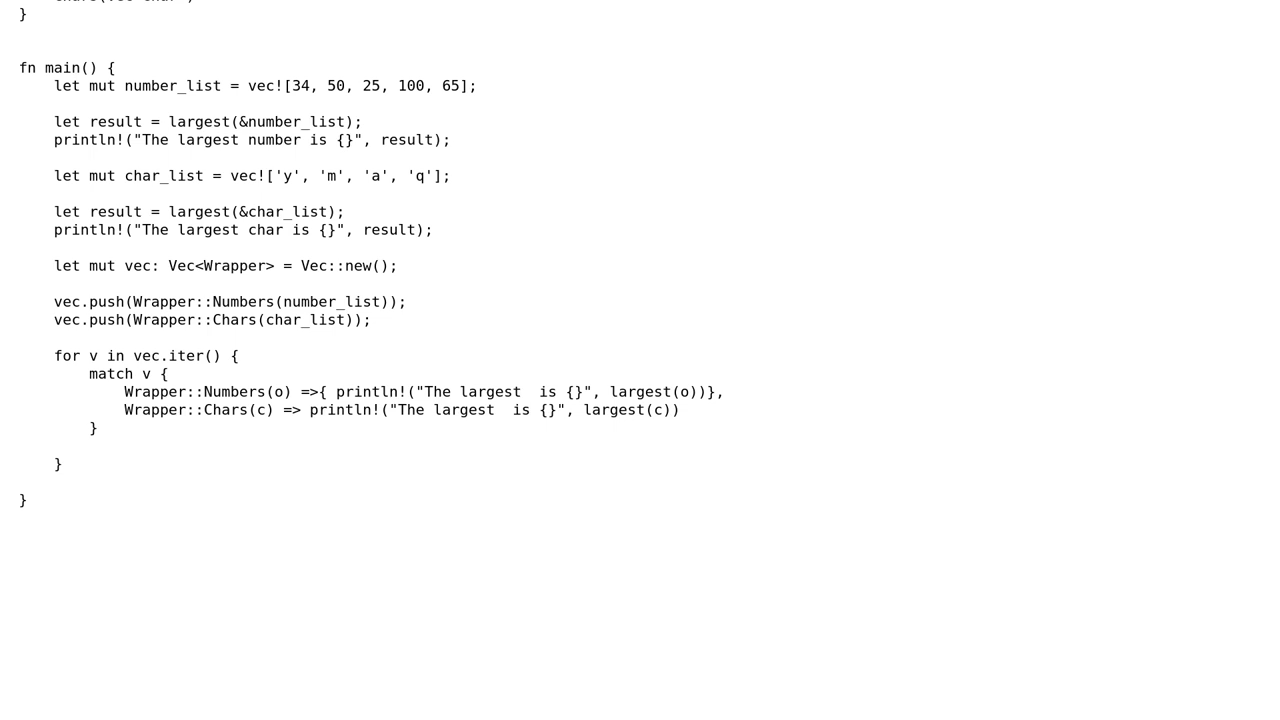 }
fn main() {
    let mut number_list = vec![34, 50, 25, 100, 65];
    let result = largest(&number_list);
    println!("The largest number is {}", result);
    let mut char_list = vec!['y', 'm', 'a', 'q'];
    let result = largest(&char_list);
    println!("The largest char is {}", result);
    let mut vec: Vec<Wrapper> = Vec::new();
    vec.push(Wrapper::Numbers(number_list));
    vec.push(Wrapper::Chars(char_list));
    for v in vec.iter() {
        match v {
            Wrapper::Numbers(o) =>{ println!("The largest  is {}", largest(o))},
            Wrapper::Chars(c) => println!("The largest  is {}", largest(c))
        }
    }
}